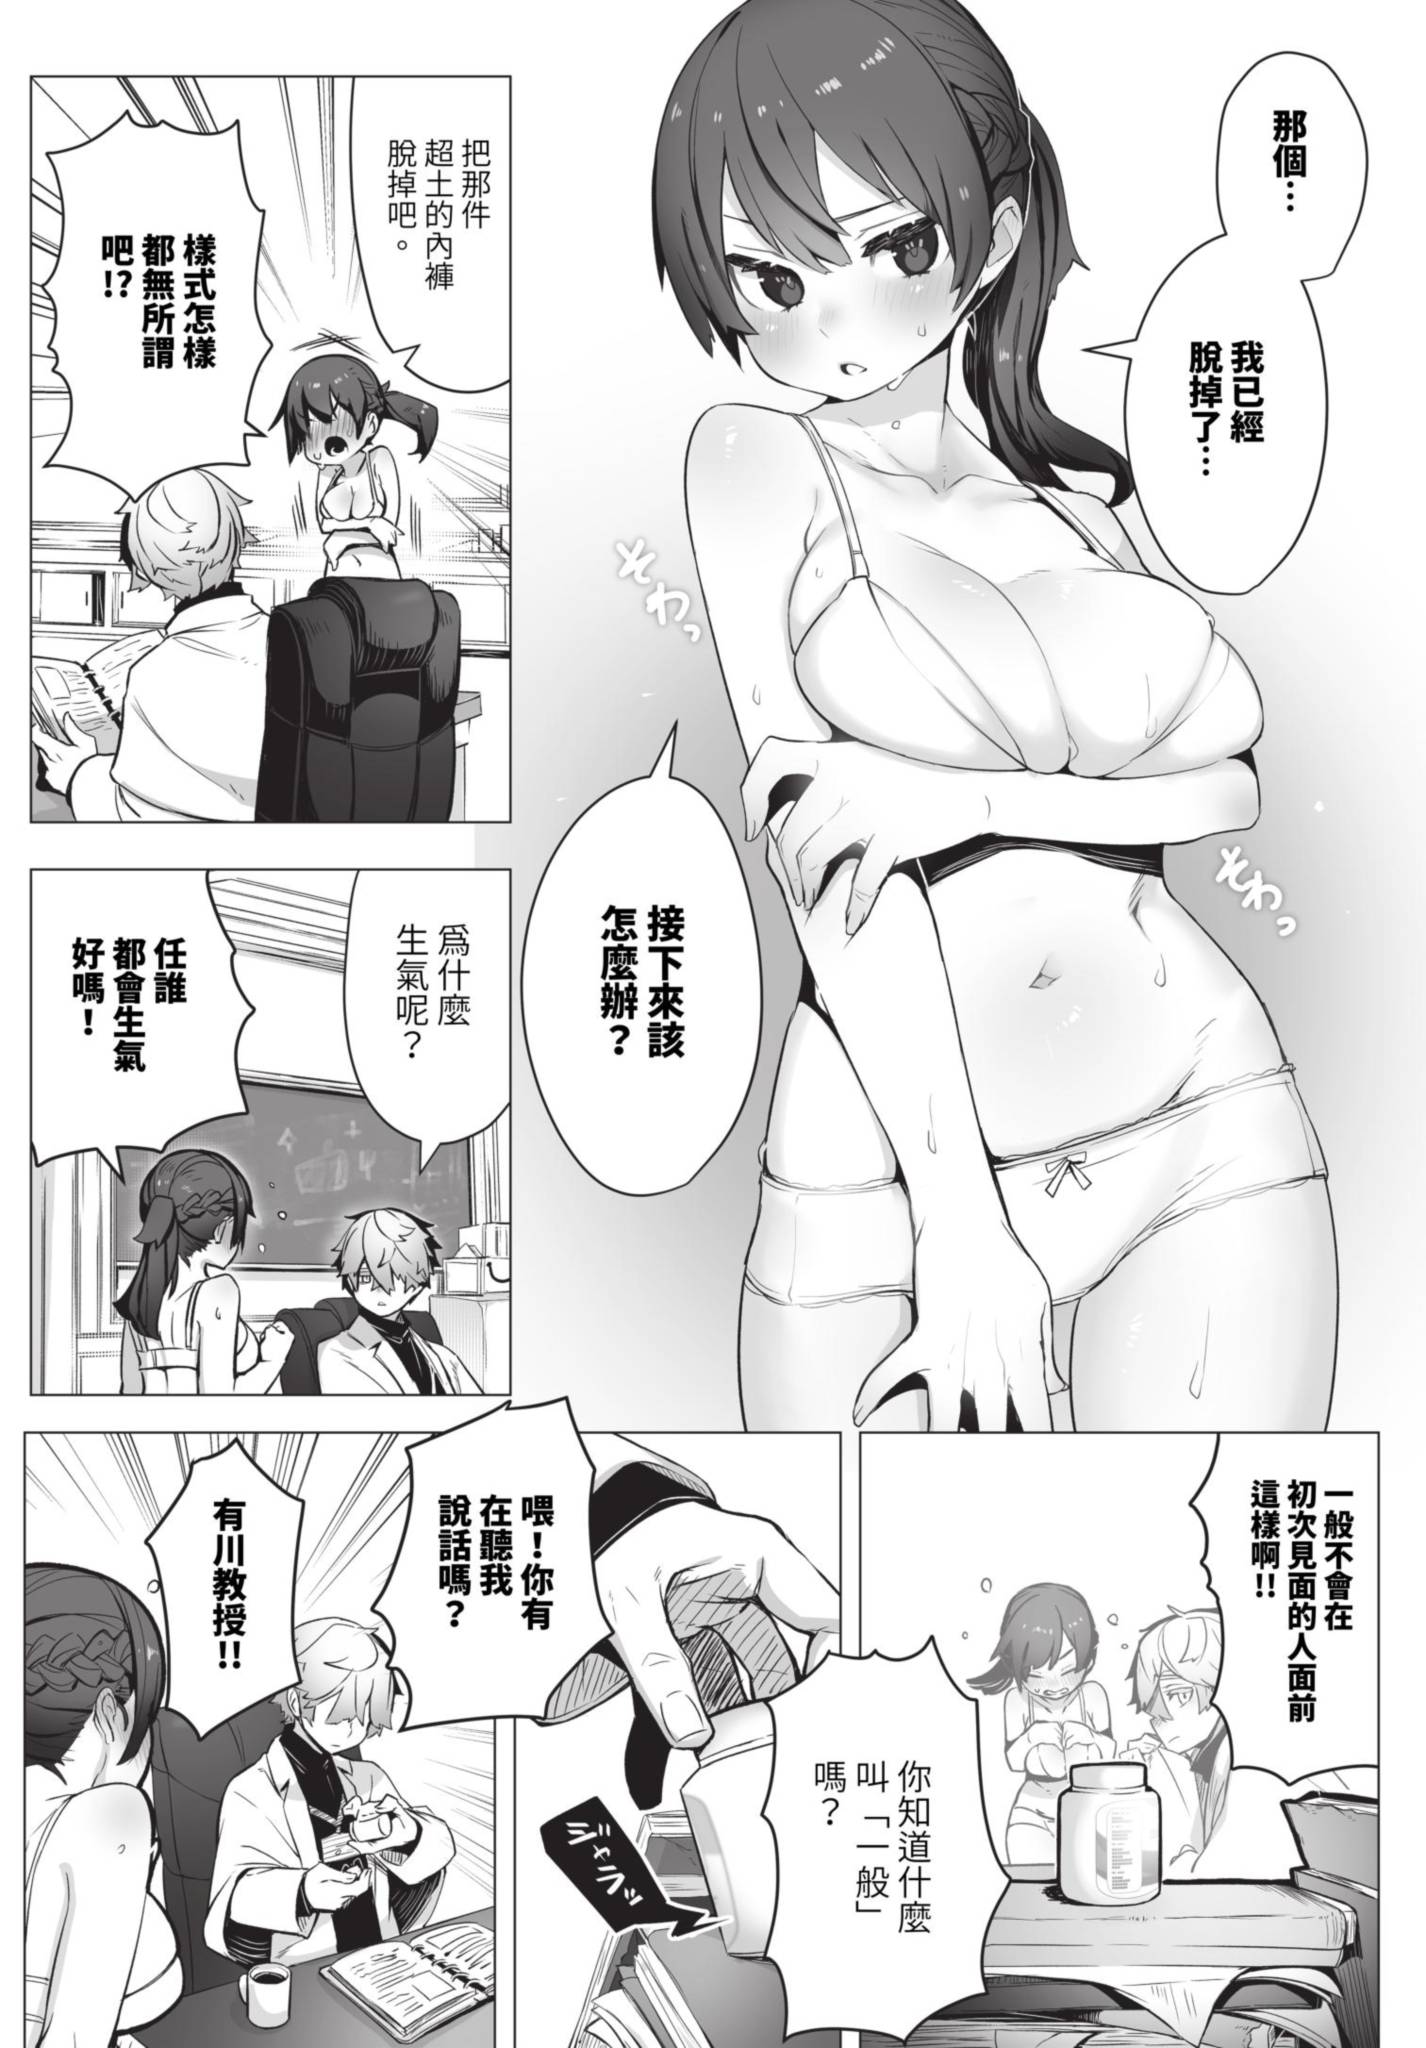 那個…
我已經
脫掉了…
そわっ
接下來該
怎麼辦？
そわっ
把那件
超土的內褲
脫掉吧。
樣式怎樣
都無所謂
吧!?
爲什麼
生氣呢？
任誰
都會生氣
好嗎！
一般不會在
初次見面的人面前
這樣啊!!
你知道什麼
叫「一般」
嗎？
ジャラッ
喂！你有
在聽我
說話嗎？
有川教授!!